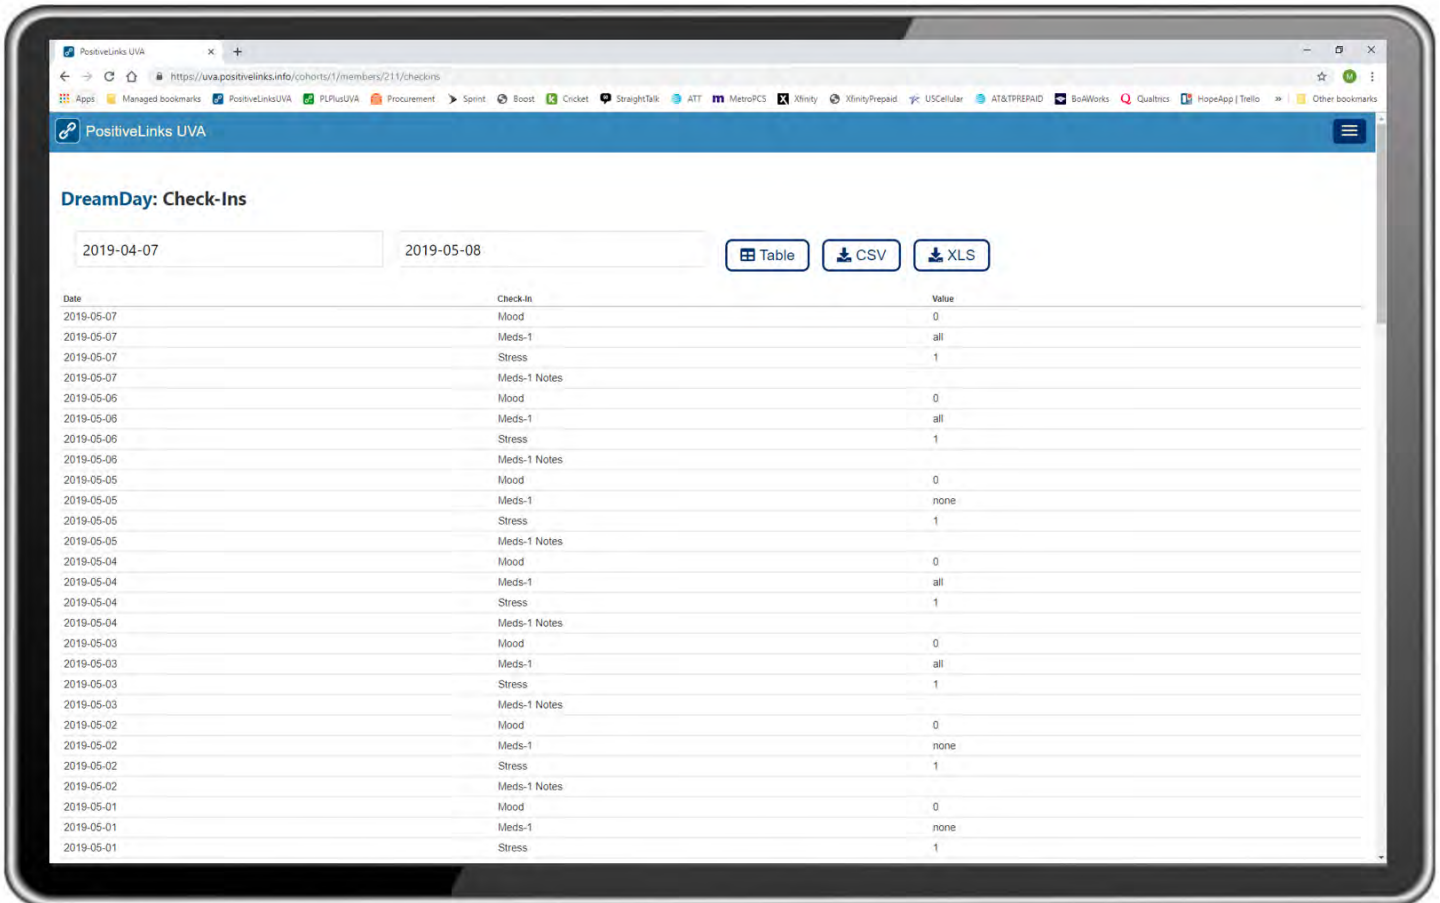 PositiveLinks UVA
https://uva.positivelinks.info/cohorts/1/members/211/checkins
M
Apps Managed bookmarks PositiveLinksUVA PLPlusUVA Procurement Sprint Boost Cricket StraightTalk ATT MetroPCS Xfinity XfinityPrepaid USCellular AT&TPREPAID BoAWorks Qualtrics HopeApp | Trello » Other bookmarks
PositiveLinks UVA
DreamDay: Check-Ins
2019-04-07 2019-05-08 Table CSV XLS
Date Check-In Value
2019-05-07 Mood 0
2019-05-07 Meds-1 all
2019-05-07 Stress 1
2019-05-07 Meds-1 Notes
2019-05-06 Mood 0
2019-05-06 Meds-1 all
2019-05-06 Stress 1
2019-05-06 Meds-1 Notes
2019-05-05 Mood 0
2019-05-05 Meds-1 none
2019-05-05 Stress 1
2019-05-05 Meds-1 Notes
2019-05-04 Mood 0
2019-05-04 Meds-1 all
2019-05-04 Stress 1
2019-05-04 Meds-1 Notes
2019-05-03 Mood 0
2019-05-03 Meds-1 all
2019-05-03 Stress 1
2019-05-03 Meds-1 Notes
2019-05-02 Mood 0
2019-05-02 Meds-1 none
2019-05-02 Stress 1
2019-05-02 Meds-1 Notes
2019-05-01 Mood 0
2019-05-01 Meds-1 none
2019-05-01 Stress 1